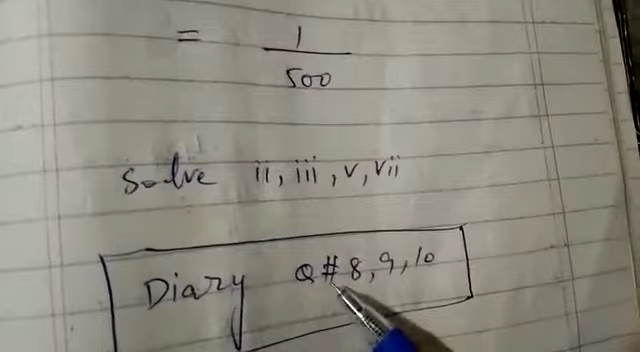 = 1/500
Solve ii, iii, v, vii
Diary Q# 8, 9, 10